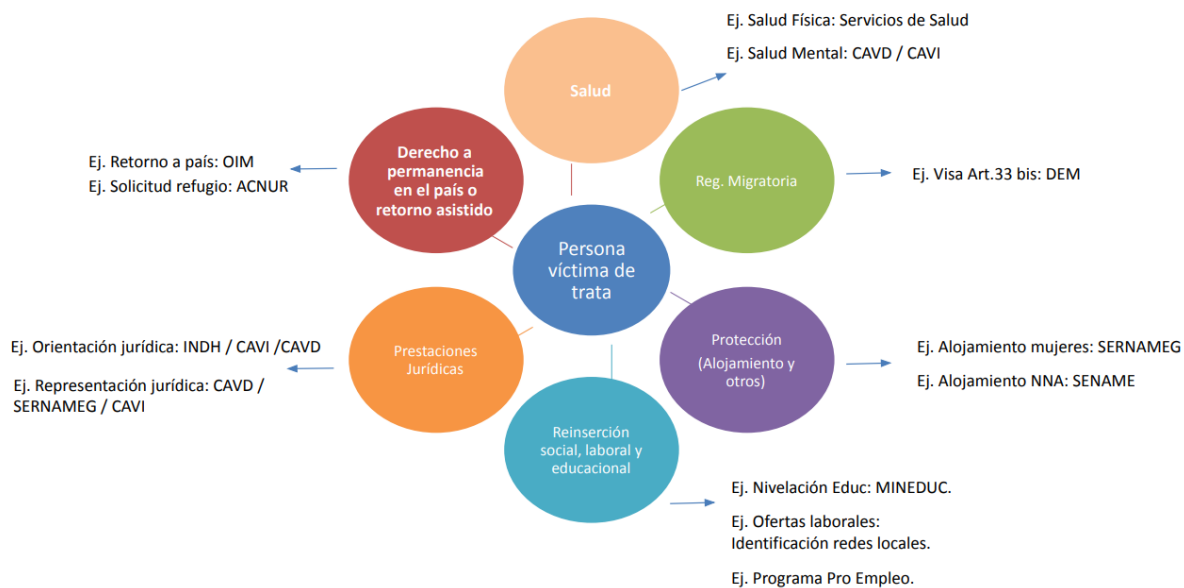 Ej. Salud Física: Servicios de Salud
Ej. Salud Mental: CAVD / CAVI
Salud
Derecho a
permanencia
en el país o
retorno asistido
Ej. Retorno a país: OIM
Ej. Solicitud refugio: ACNUR
Reg. Migratoria
Ej. Visa Art.33 bis: DEM
Persona
víctima de
trata
Prestaciones
Jurídicas
Ej. Orientación jurídica: INDH / CAVI /CAVD
Ej. Representación jurídica: CAVD /
SERNAMEG / CAVI
Protección
(Alojamiento y
otros)
Ej. Alojamiento mujeres: SERNAMEG
Ej. Alojamiento NNA: SENAME
Reinserción
social, laboral y
educacional
Ej. Nivelación Educ: MINEDUC.
Ej. Ofertas laborales:
Identificación redes locales.
Ej. Programa Pro Empleo.